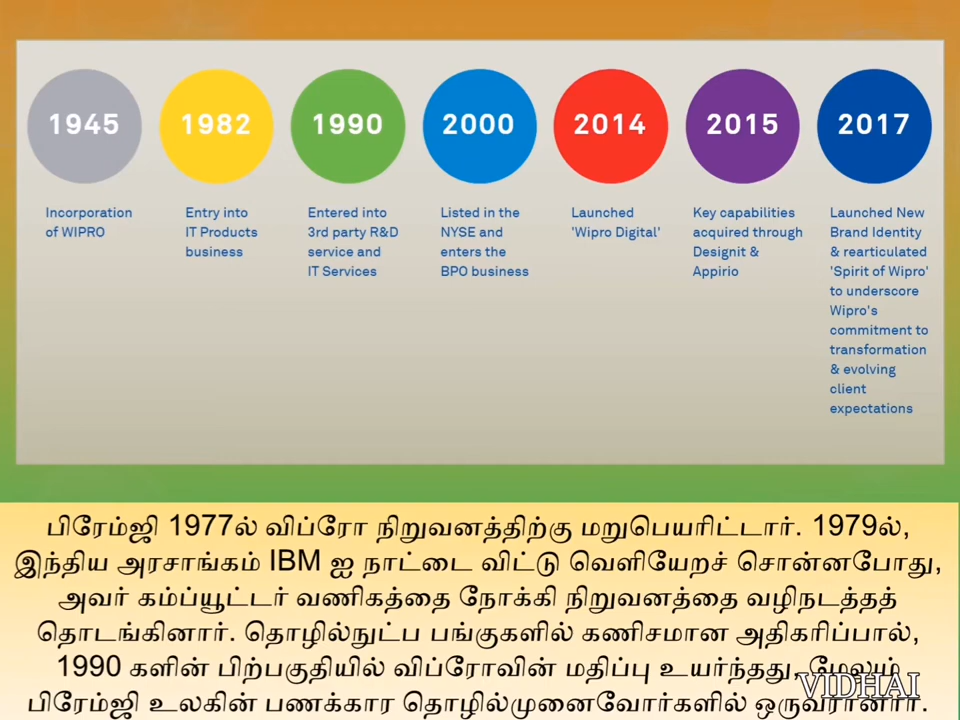 1945
1982
1990
2000
2014
2015
2017
Incorporation
of WIPRO
Entry into
IT Products
business
Entered into
3rd party R&D
service and
IT Services
Listed in the
NYSE and
enters the
BPO business
Launched
'Wipro Digital'
Key capabilities
acquired through
Designit &
Appirio
Launched New
Brand Identity
& rearticulated
'Spirit of Wipro'
to underscore
Wipro's
commitment to
transformation
& evolving
client
expectations
பிரேம்ஜி 1977ல் விப்ரோ நிறுவனத்திற்கு மறுபெயரிட்டார். 1979ல்,
இந்திய அரசாங்கம் IBM ஐ நாட்டை விட்டு வெளியேறச் சொன்னபோது,
அவர் கம்ப்யூட்டர் வணிகத்தை நோக்கி நிறுவனத்தை வழிநடத்தத்
தொடங்கினார். தொழில்நுட்ப பங்குகளில் கணிசமான அதிகரிப்பால்,
1990 களின் பிற்பகுதியில் விப்ரோவின் மதிப்பு உயர்ந்தது, மேலும்
பிரேம்ஜி உலகின் பணக்கார தொழில்முனைவோர்களில் ஒருவரானார்.
VIDHAI